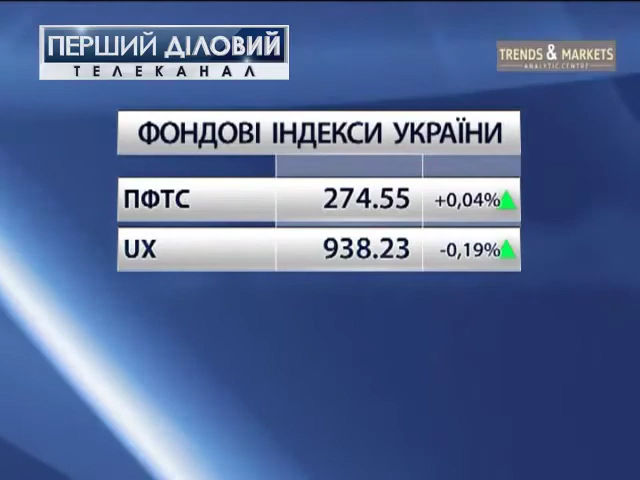 ПЕРШИЙ ДІЛОВИЙ
ТЕЛЕКАНАЛ
TRENDS & MARKETS
ANALYTIC CENTRE
ФОНДОВІ ІНДЕКСИ УКРАЇНИ
ПФТС 274.55 +0,04%
UX 938.23 -0,19%